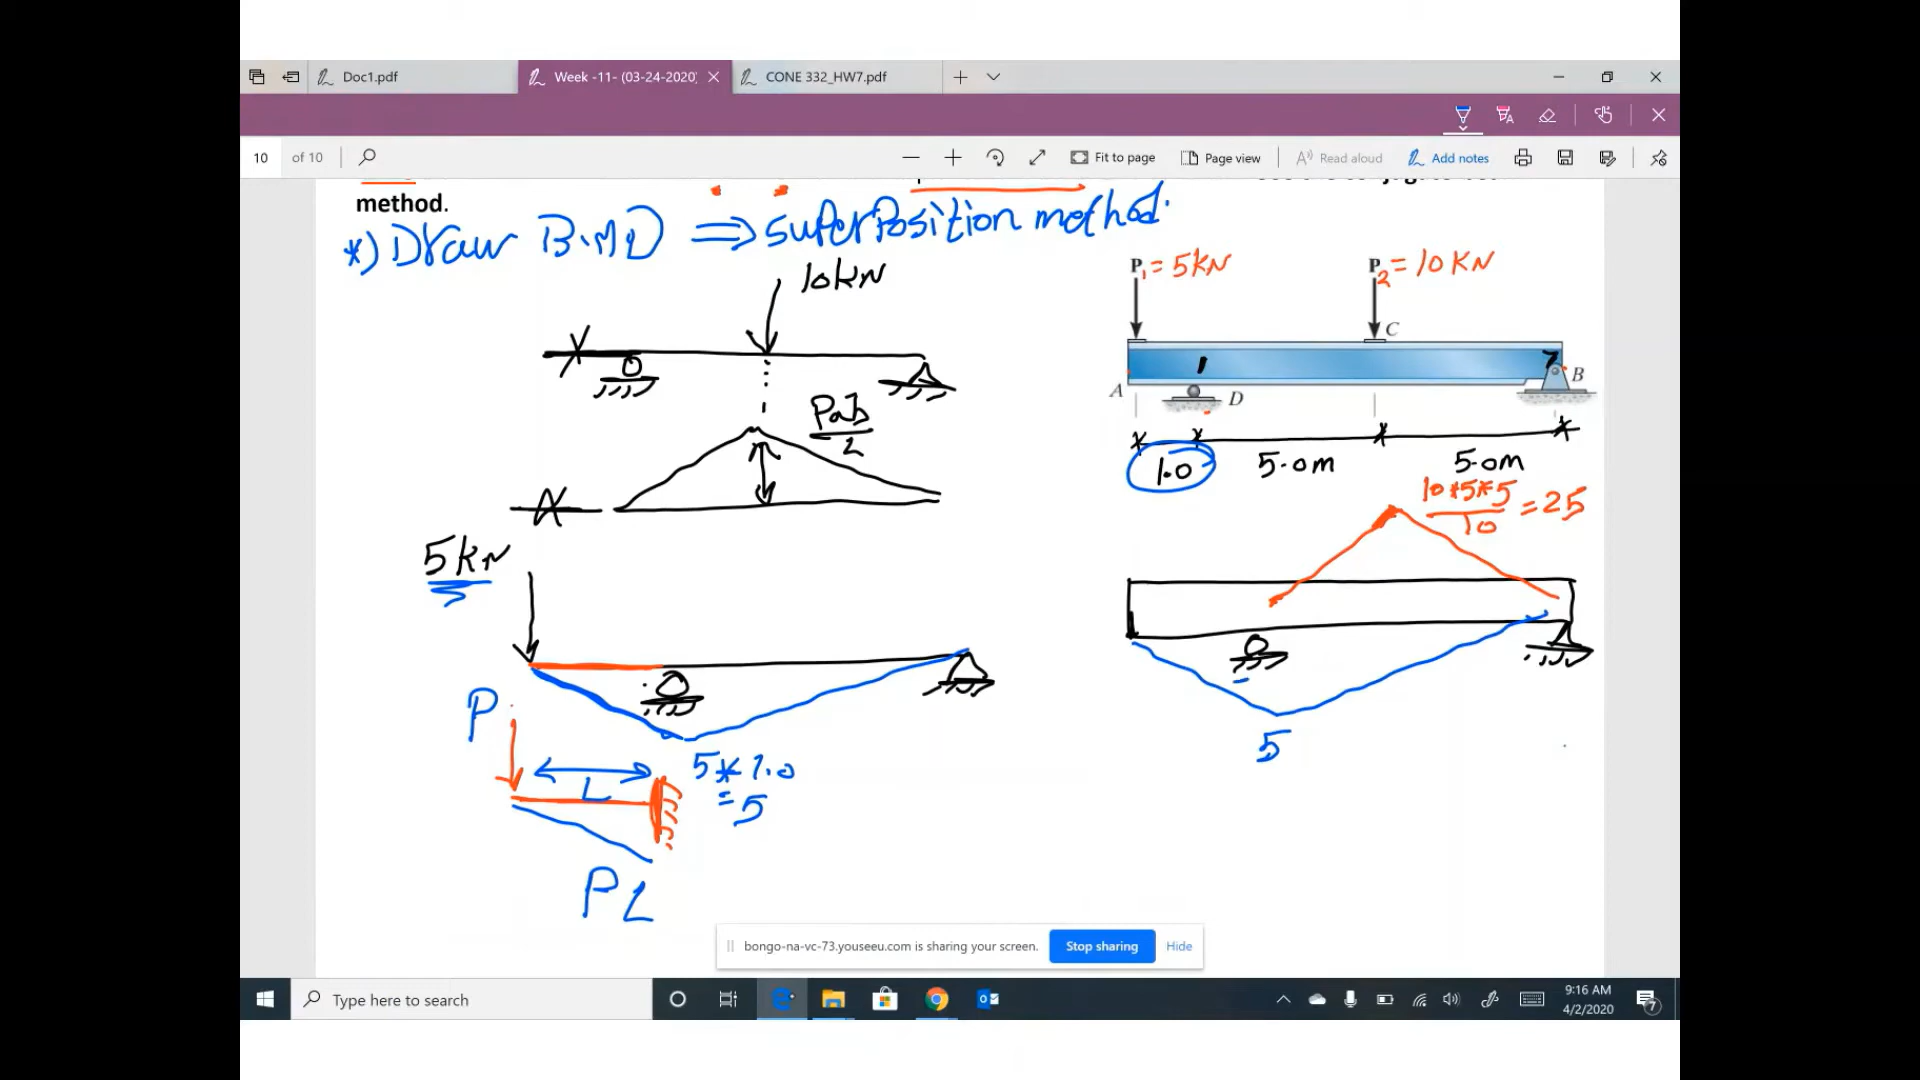 Doc1.pdf
Week -11- (03-24-2020)
CONE 332_HW7.pdf
10 of 10
Fit to page
Page view
Read aloud
Add notes
method.
*) Draw B.M.D ⇒ SuperPosition method.
10kN
P1 = 5kN
P2 = 10KN
C
A
D
B
Pab
2
1.0
5.0m
5.0m
10*5*5
10
= 25
5kN
P
L
5*1.0
= 5
PL
5
bongo-na-vc-73.youseeu.com is sharing your screen.
Stop sharing
Hide
Type here to search
9:16 AM
4/2/2020
7